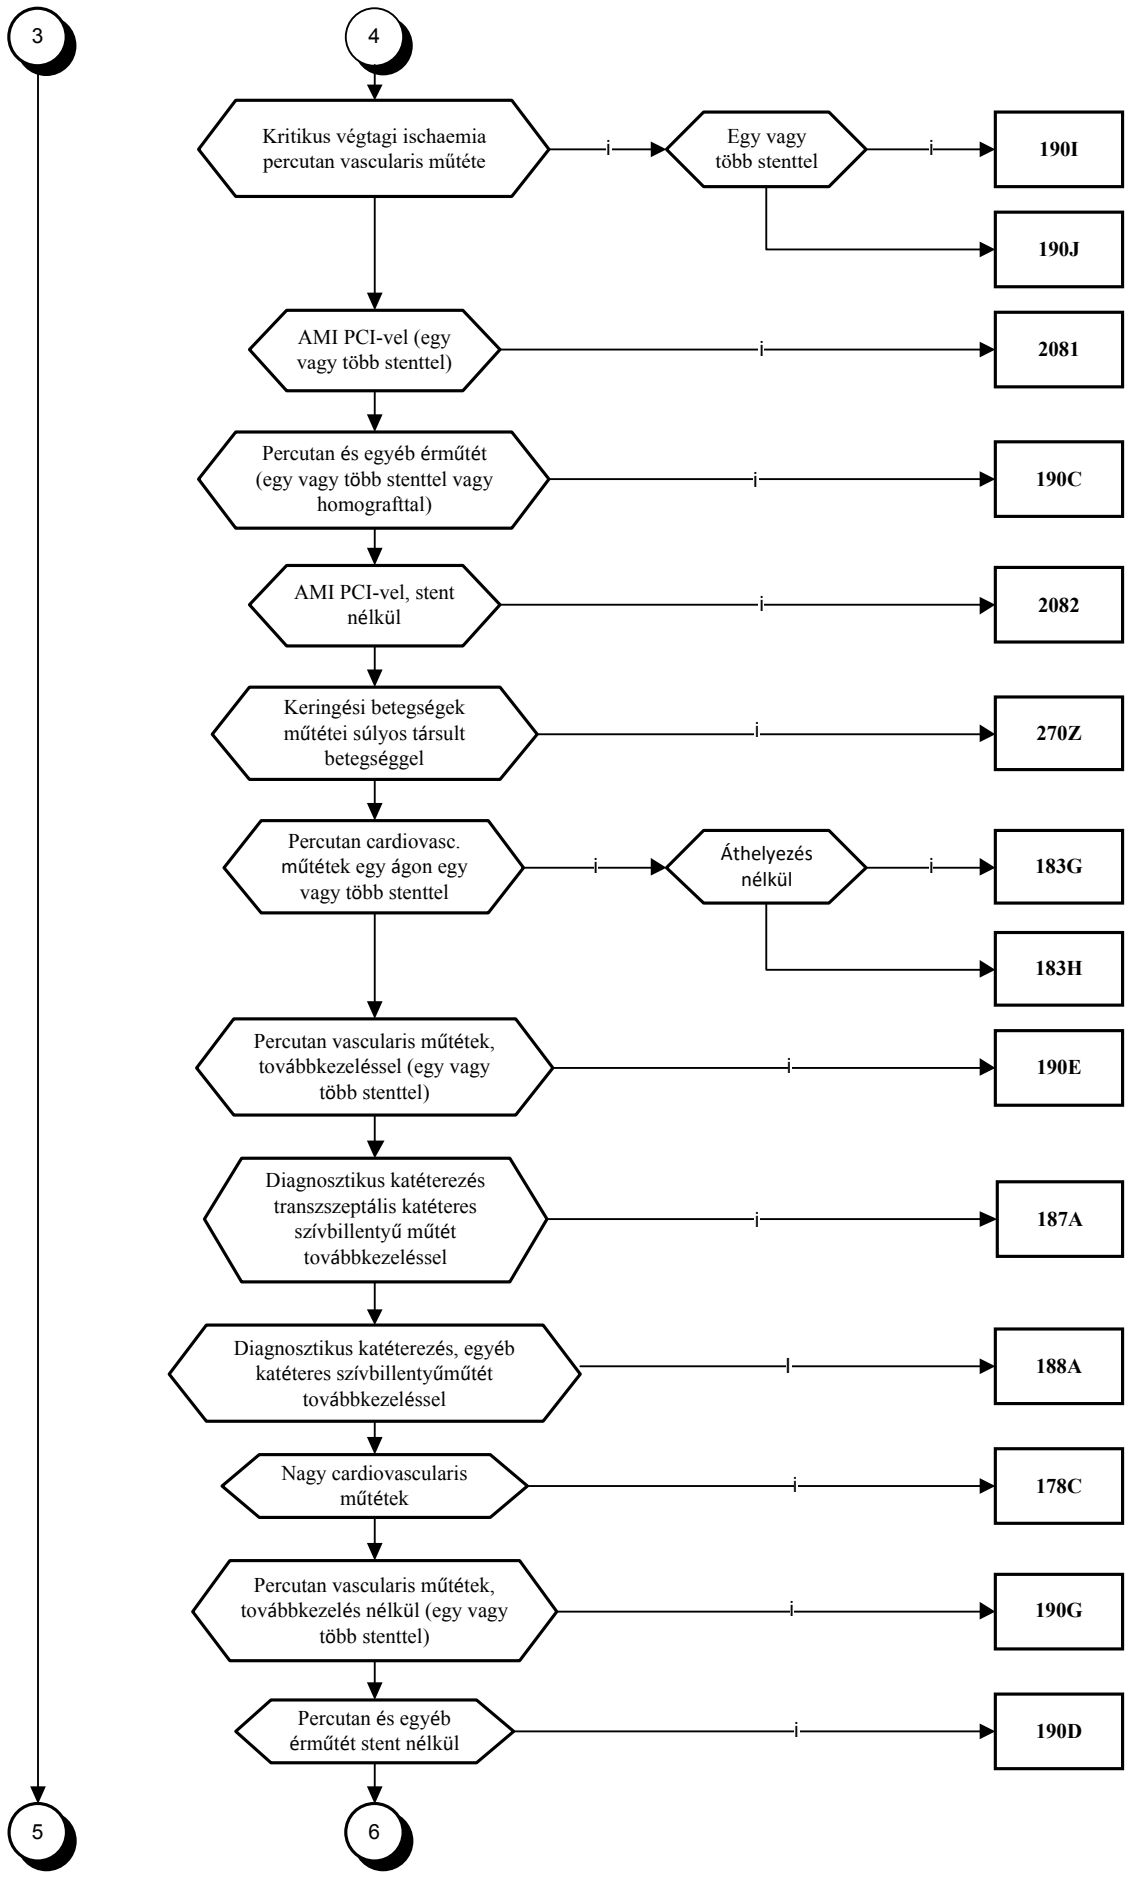 3
4
Kritikus végtagi ischaemia
percutan vascularis műtéte
i
Egy vagy
több stenttel
i
190I
190J
AMI PCI-vel (egy
vagy több stenttel)
i
2081
Percutan és egyéb érműtét
(egy vagy több stenttel vagy
homografttal)
i
190C
AMI PCI-vel, stent
nélkül
i
2082
Keringési betegségek
műtétei súlyos társult
betegséggel
i
270Z
Percutan cardiovasc.
műtétek egy ágon egy
vagy több stenttel
i
Áthelyezés
nélkül
i
183G
183H
Percutan vascularis műtétek,
továbbkezeléssel (egy vagy
több stenttel)
i
190E
Diagnosztikus katéterezés
transzszeptális katéteres
szívbillentyű műtét
továbbkezeléssel
i
187A
Diagnosztikus katéterezés, egyéb
katéteres szívbillentyűműtét
továbbkezeléssel
I
188A
Nagy cardiovascularis
műtétek
i
178C
Percutan vascularis műtétek,
továbbkezelés nélkül (egy vagy
több stenttel)
i
190G
Percutan és egyéb
érműtét stent nélkül
i
190D
5
6